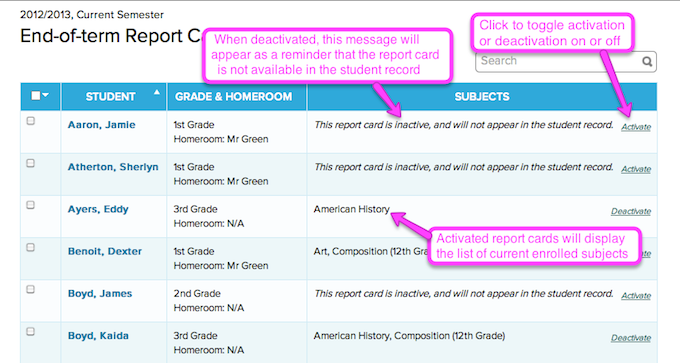 2012/2013, Current Semester
End-of-term Report C
When deactivated, this message will
appear as a reminder that the report card
is not available in the student record
Click to toggle activation
or deactivation on or off
Search
STUDENT
GRADE & HOMEROOM
SUBJECTS
Aaron, Jamie
1st Grade
Homeroom: Mr Green
This report card is inactive, and will not appear in the student record.
Activate
Atherton, Sherlyn
1st Grade
Homeroom: Mr Green
This report card is inactive, and will not appear in the student record.
Activate
Ayers, Eddy
3rd Grade
Homeroom: N/A
American History
Deactivate
Activated report cards will display
the list of current enrolled subjects
Benoit, Dexter
1st Grade
Homeroom: Mr Green
Art, Composition (12th Gra
Boyd, James
2nd Grade
Homeroom: N/A
This report card is inactive, and will not appear in the student record.
Activate
Boyd, Kaida
3rd Grade
Homeroom: N/A
American History, Composition (12th Grade)
Deactivate